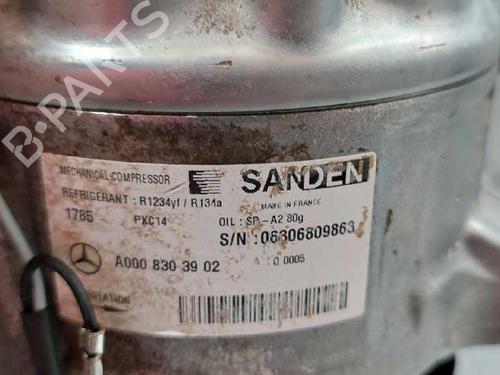 B-PARTS
MECHANICAL COMPRESSOR
SANDEN
REFRIGERANT : R1234yf / R134a
MADE IN FRANCE
1785 PXC14 OIL : SP-A2 80g
S/N :06306809863
A000 830 39 02
0005
ROTATION